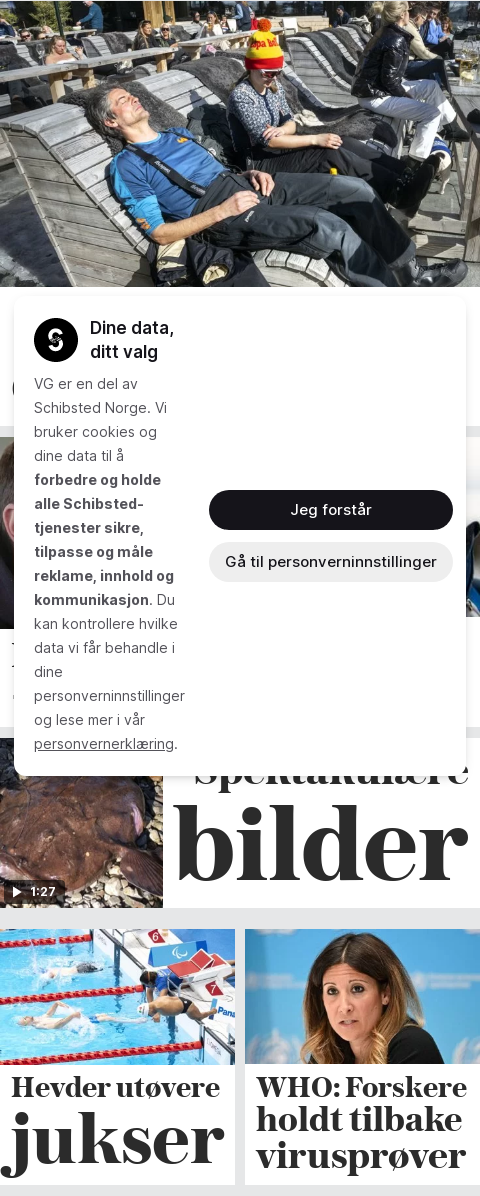 Dine data,
ditt valg
VG er en del av
Schibsted Norge. Vi
bruker cookies og
dine data til å
forbedre og holde
alle Schibsted-
tjenester sikre,
tilpasse og måle
reklame, innhold og
kommunikasjon. Du
kan kontrollere hvilke
data vi får behandle i
dine
personverninnstillinger
og lese mer i vår
personvernerklæring.
Jeg forstår
Gå til personverninnstillinger
Spektakulære
bilder
1:27
Hevder utøvere
jukser
WHO: Forskere
holdt tilbake
virusprøver